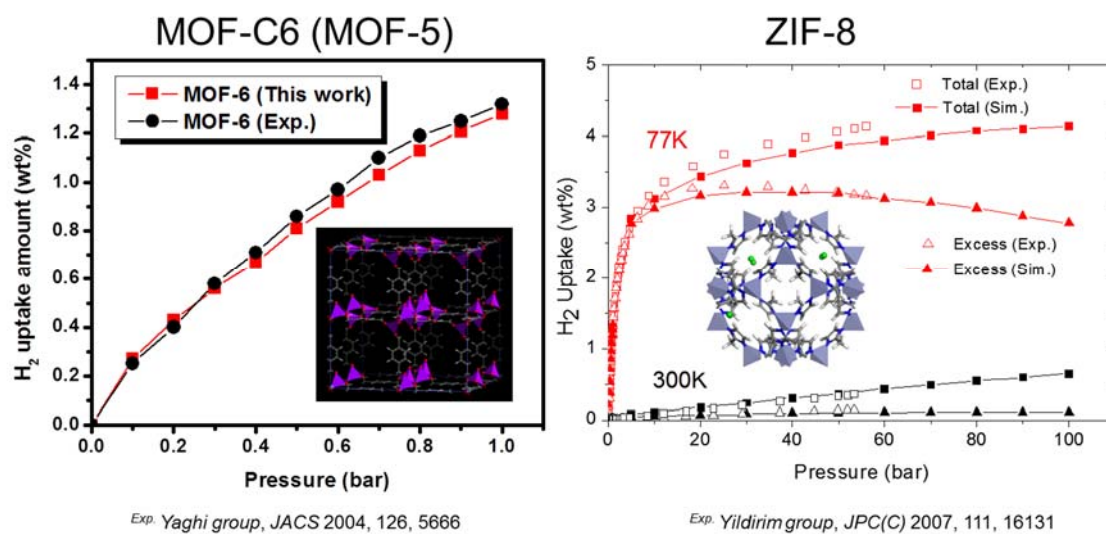 MOF-C6 (MOF-5)
1.4
1.2
1.0
0.8
0.6
0.4
0.2
0.0
H2 uptake amount (wt%)
MOF-6 (This work)
MOF-6 (Exp.)
0.0 0.2 0.4 0.6 0.8 1.0
Pressure (bar)
Exp. Yaghi group, JACS 2004, 126, 5666
ZIF-8
5
4
3
2
1
0
H2 Uptake (wt%)
Total (Exp.)
Total (Sim.)
77K
Excess (Exp.)
Excess (Sim.)
300K
0 20 40 60 80 100
Pressure (bar)
Exp. Yildirim group, JPC(C) 2007, 111, 16131